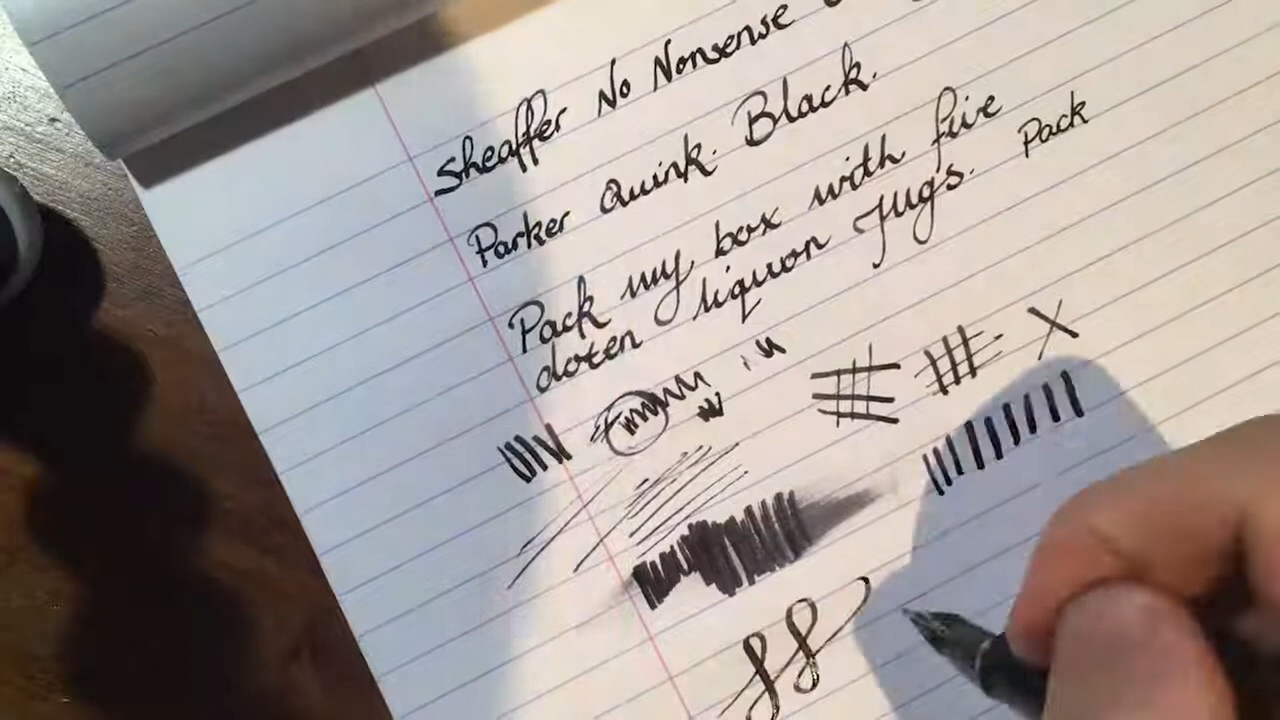 Sheaffer No Nonsense
Parker Quink. Black.
Pack my box with five
dozen liquor Jugs. Pack